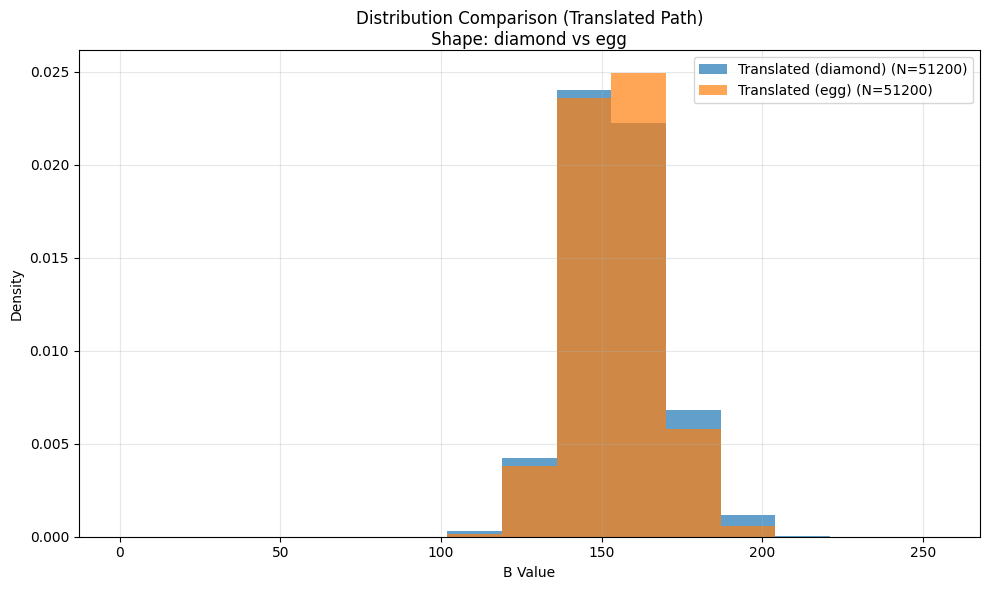 Distribution Comparison (Translated Path)
Shape: diamond vs egg
Translated (diamond) (N=51200)
Translated (egg) (N=51200)
0.025
0.020
0.015
0.010
0.005
0.000
Density
0 50 100 150 200 250
B Value